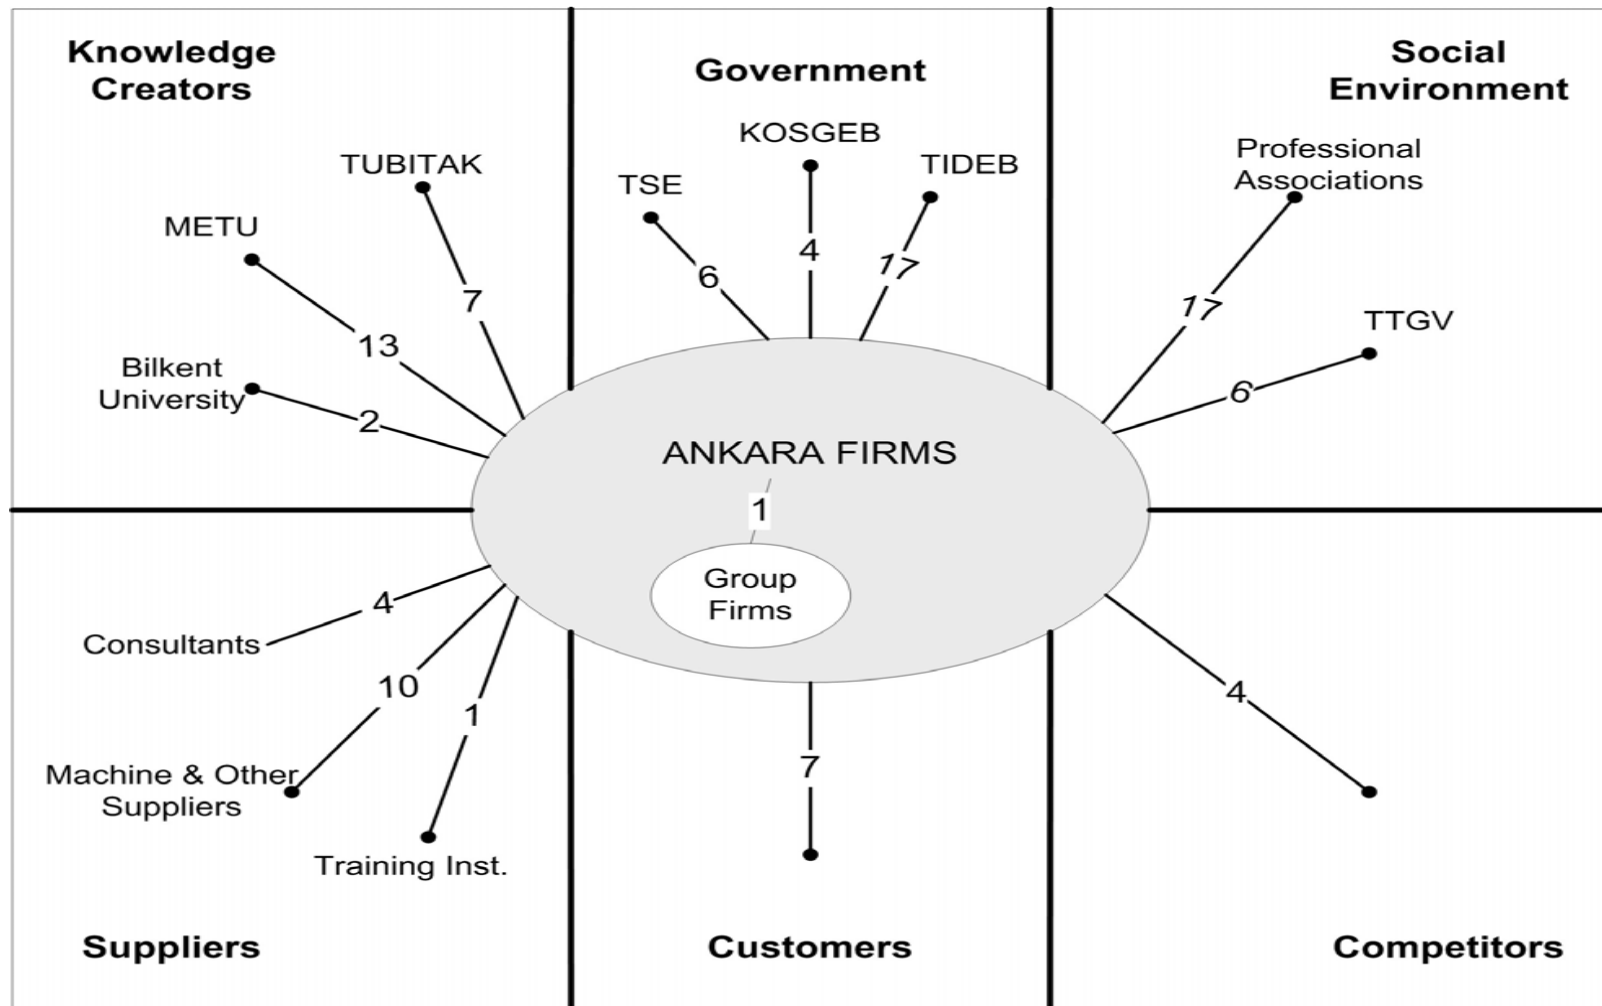 Knowledge
Creators
TUBITAK
7
METU
13
Bilkent
University
2
Government
KOSGEB
4
TSE
6
TIDEB
17
Social
Environment
Professional
Associations
17
TTGV
6
ANKARA FIRMS
1
Group
Firms
Consultants
4
10
Machine & Other
Suppliers
1
Training Inst.
Suppliers
7
Customers
4
Competitors